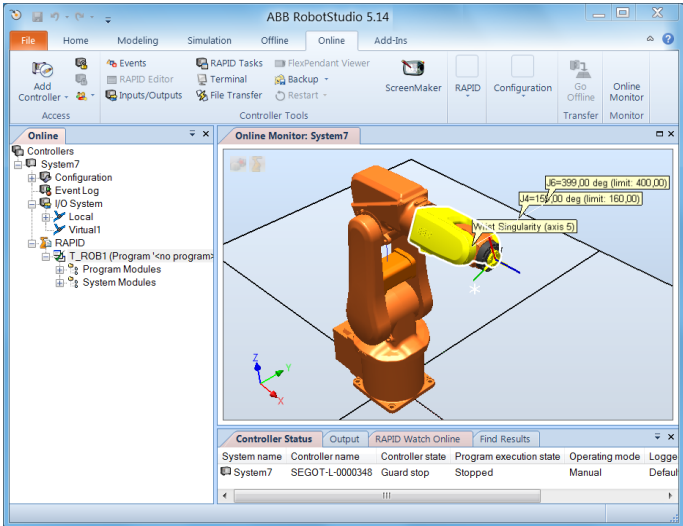 ABB RobotStudio 5.14
File Home Modeling Simulation Offline Online Add-Ins
Add Controller
Events
RAPID Editor
Inputs/Outputs
RAPID Tasks
Terminal
File Transfer
FlexPendant Viewer
Backup
Restart
ScreenMaker
RAPID
Configuration
Go Offline
Online Monitor
Access Controller Tools Transfer Monitor
Online
Controllers
System7
Configuration
Event Log
I/O System
Local
Virtual1
RAPID
T_ROB1 (Program '<no program>
Program Modules
System Modules
Online Monitor: System7
J6=399,00 deg (limit: 400,00)
(limit: 160,00)
Wrist Singularity (axis 5)
Z
Y
X
Controller Status Output RAPID Watch Online Find Results
System name Controller name Controller state Program execution state Operating mode Logge
System7 SEGOT-L-0000348 Guard stop Stopped Manual Defaul